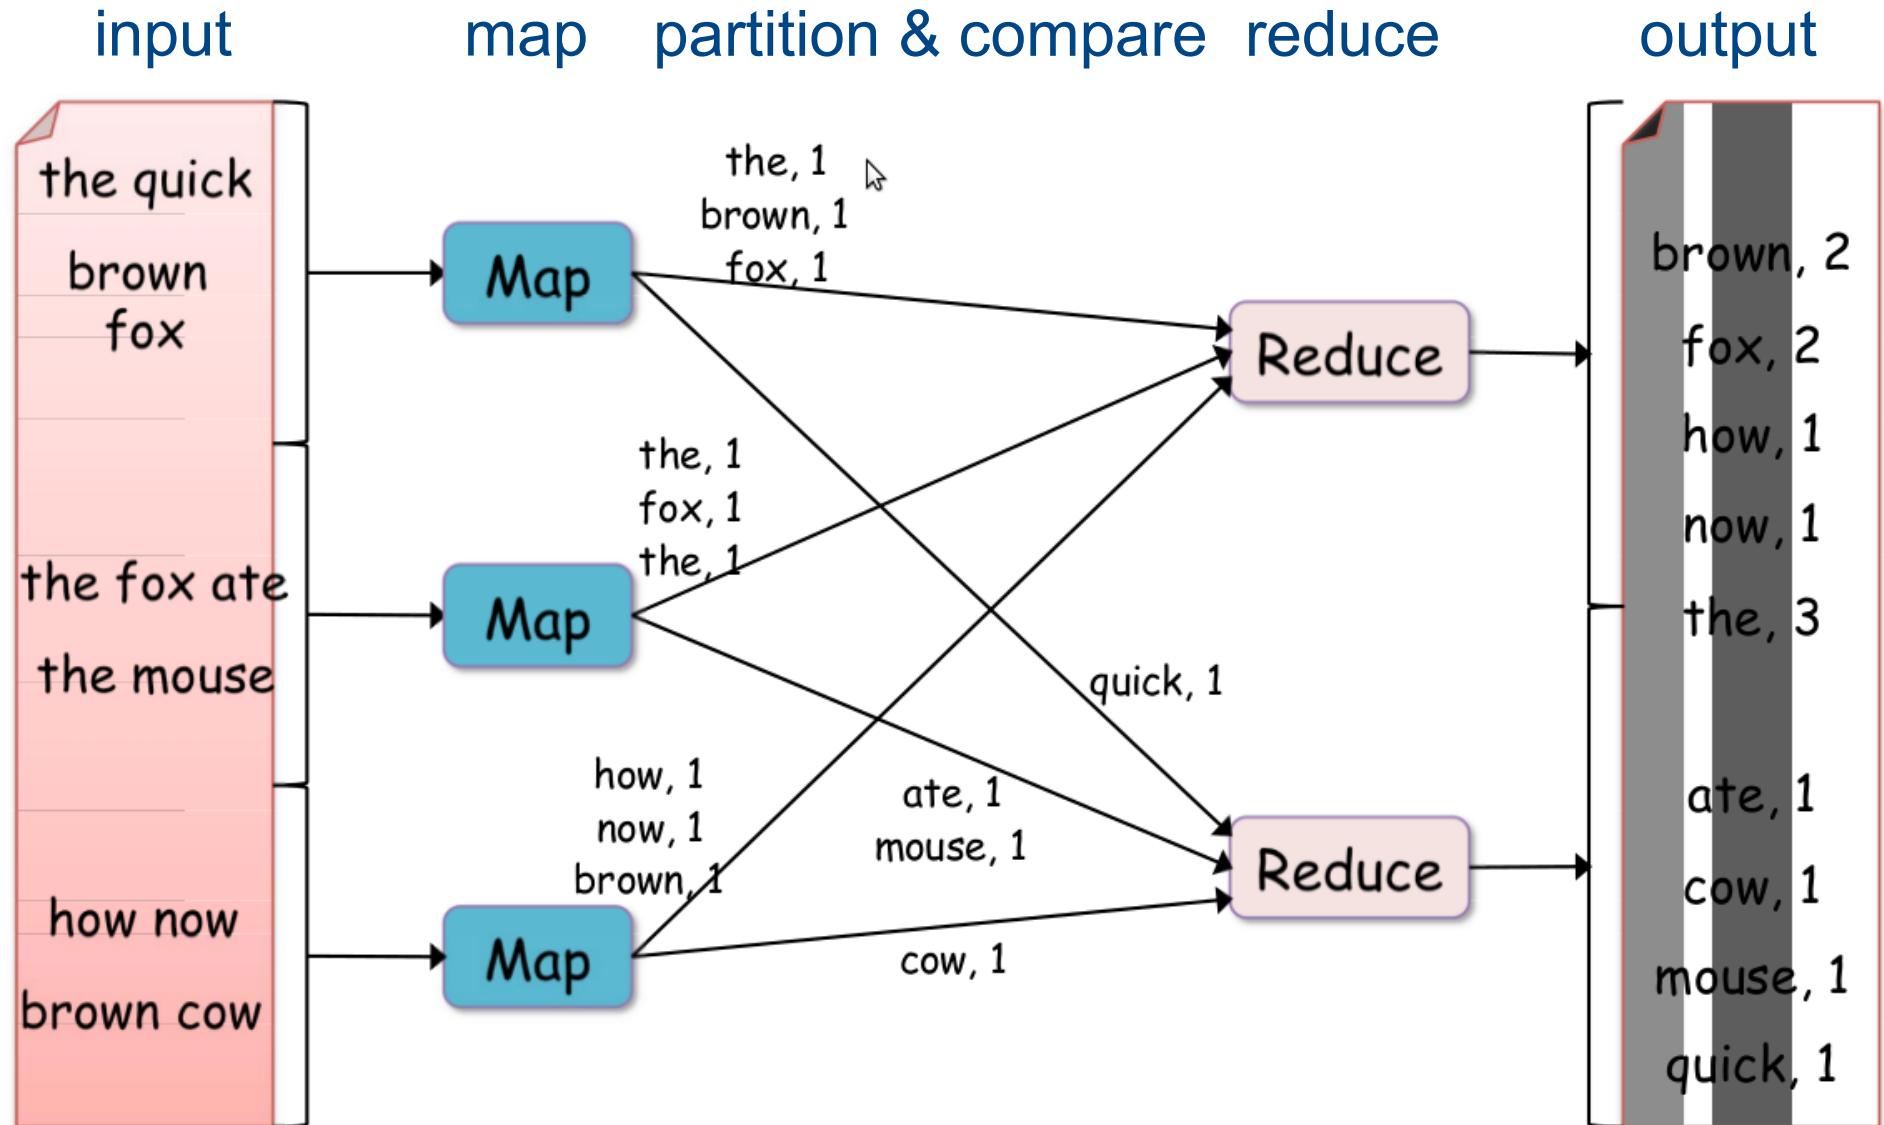 input map partition & compare reduce output
the quick
brown
fox
the fox ate
the mouse
how now
brown cow
Map
Map
Map
the, 1
brown, 1
fox, 1
the, 1
fox, 1
the, 1
how, 1
now, 1
brown, 1
quick, 1
ate, 1
mouse, 1
cow, 1
Reduce
Reduce
brown, 2
fox, 2
how, 1
now, 1
the, 3
ate, 1
cow, 1
mouse, 1
quick, 1